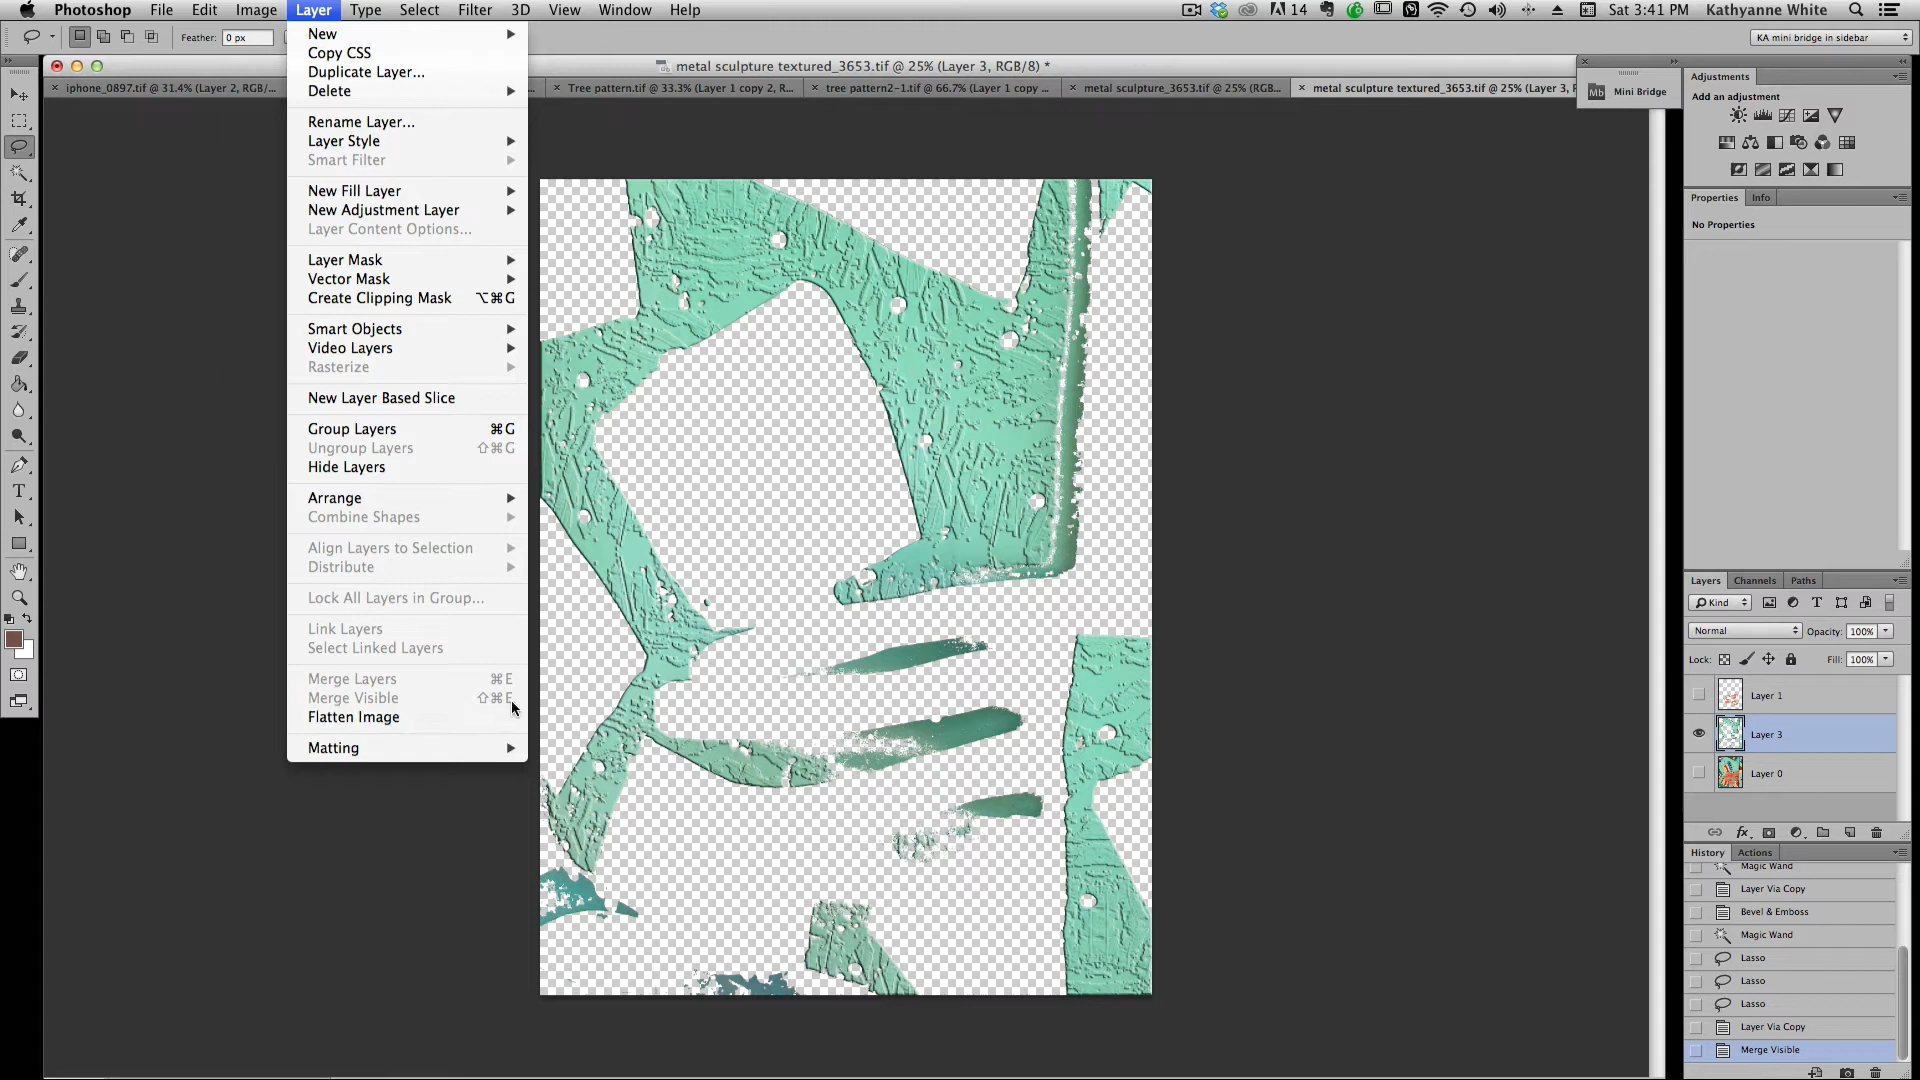 Photoshop File Edit Image Layer Type Select Filter 3D View Window Help 14 Sat 3:41 PM Kathyanne White
Feather: 0 px KA mini bridge in sidebar
metal sculpture textured_3653.tif @ 25% (Layer 3, RGB/8) *
iphone_0897.tif @ 31.4% (Layer 2, RGB/... Tree pattern.tif @ 33.3% (Layer 1 copy 2, R... tree pattern2-1.tif @ 66.7% (Layer 1 copy ... metal sculpture_3653.tif @ 25% (RGB... metal sculpture textured_3653.tif @ 25% (Layer 3, R
Mb Mini Bridge
New
Copy CSS
Duplicate Layer...
Delete
Rename Layer...
Layer Style
Smart Filter
New Fill Layer
New Adjustment Layer
Layer Content Options...
Layer Mask
Vector Mask
Create Clipping Mask ⌥⌘G
Smart Objects
Video Layers
Rasterize
New Layer Based Slice
Group Layers ⌘G
Ungroup Layers ⇧⌘G
Hide Layers
Arrange
Combine Shapes
Align Layers to Selection
Distribute
Lock All Layers in Group...
Link Layers
Select Linked Layers
Merge Layers ⌘E
Merge Visible ⇧⌘E
Flatten Image
Matting
Adjustments
Add an adjustment
Properties Info
No Properties
Layers Channels Paths
Kind
Normal Opacity: 100%
Lock: Fill: 100%
Layer 1
Layer 3
Layer 0
fx
History Actions
Magic Wand
Layer Via Copy
Bevel & Emboss
Magic Wand
Lasso
Lasso
Lasso
Layer Via Copy
Merge Visible